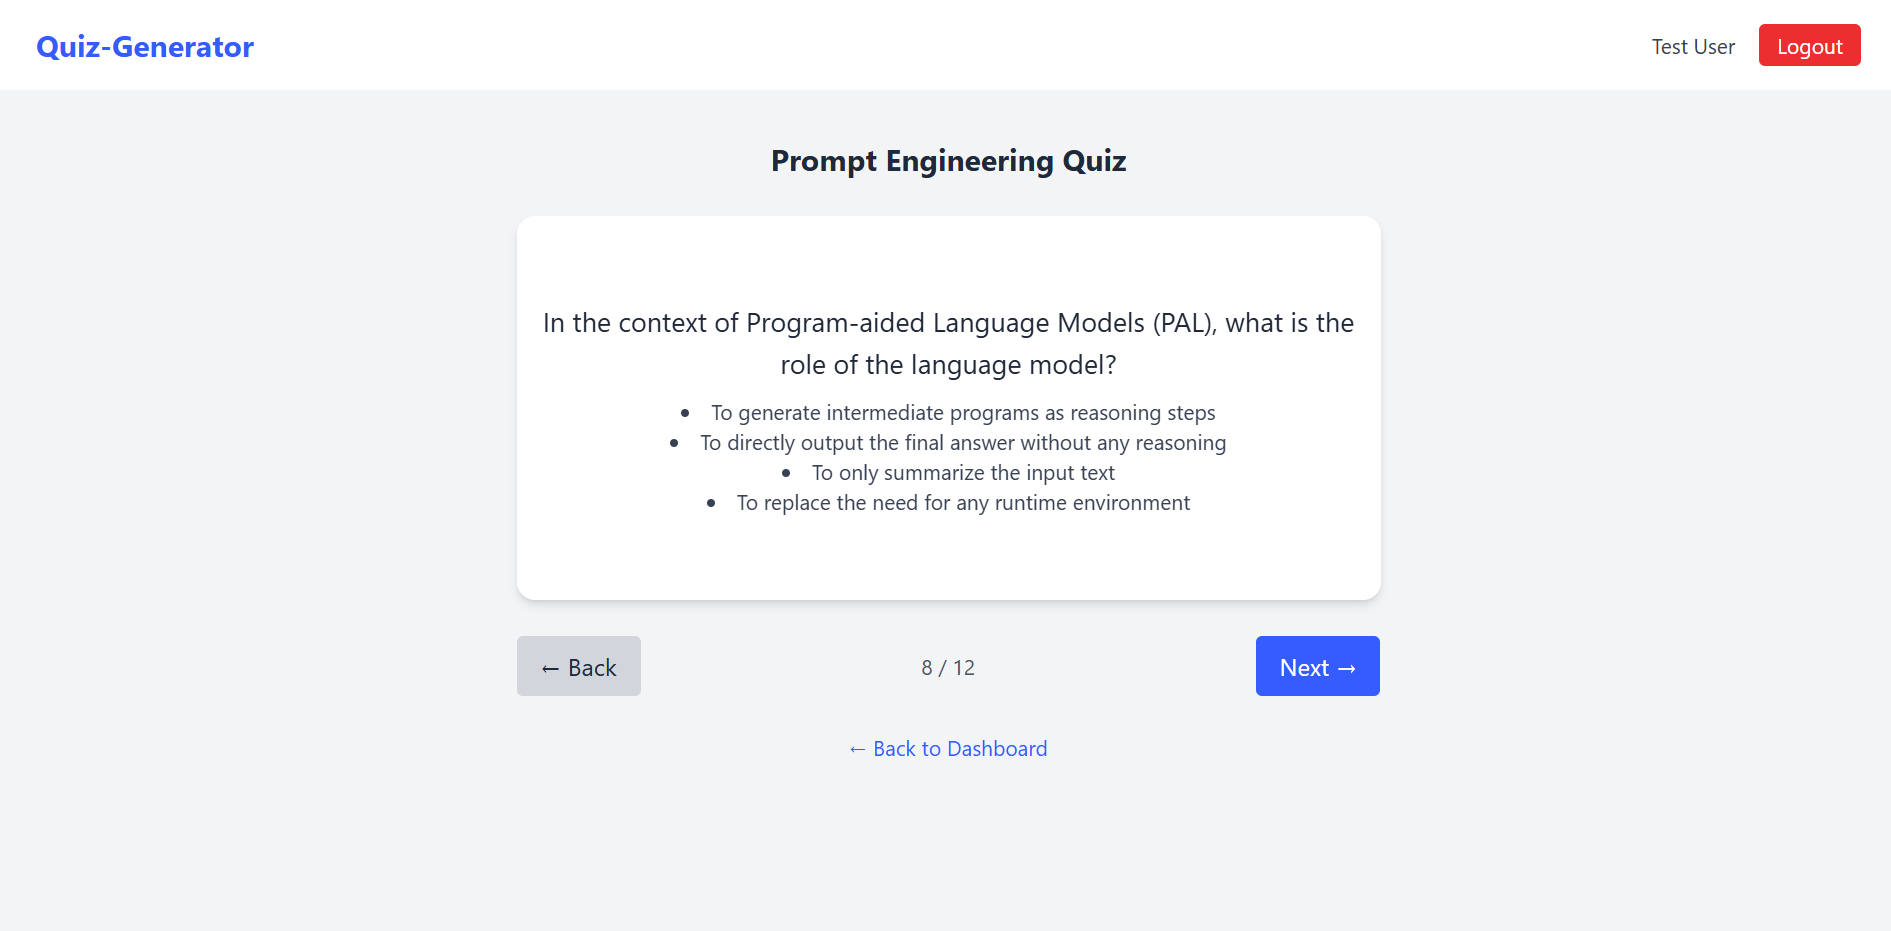 Quiz-Generator
Test User
Logout
Prompt Engineering Quiz
In the context of Program-aided Language Models (PAL), what is the
role of the language model?
• To generate intermediate programs as reasoning steps
• To directly output the final answer without any reasoning
• To only summarize the input text
• To replace the need for any runtime environment
← Back
8 / 12
Next →
← Back to Dashboard